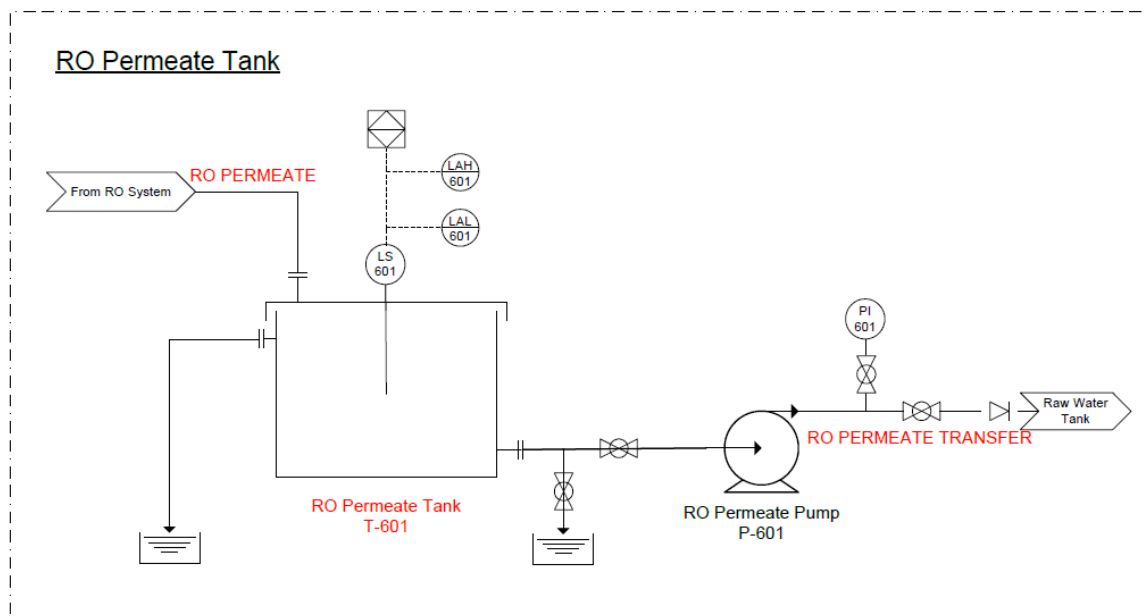 RO Permeate Tank
LAH
601
From RO System
RO PERMEATE
LAL
601
LS
601
PI
601
Raw Water
Tank
RO PERMEATE TRANSFER
RO Permeate Tank
T-601
RO Permeate Pump
P-601